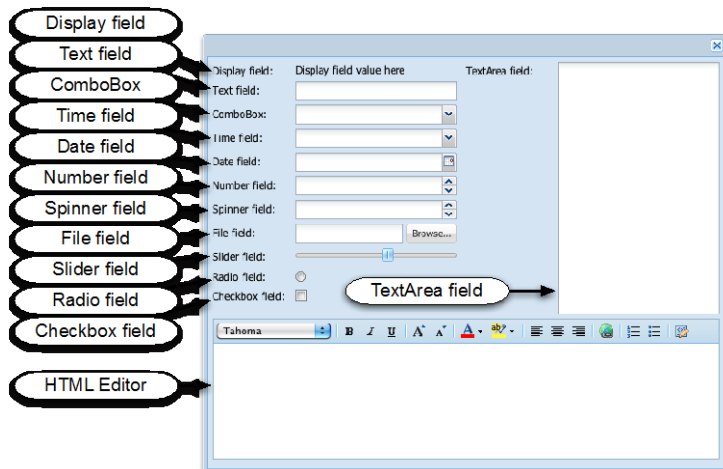 Display field
Text field
ComboBox
Time field
Date field
Number field
Spinner field
File field
Slider field
Radio field
Checkbox field
HTML Editor
Display field: Display field value here TextArea field:
Text field:
ComboBox:
Time field:
Date field:
Number field:
Spinner field:
File field: Browse...
Slider field:
Radio field:
Checkbox field:
TextArea field
Tahoma B I U A A A ab